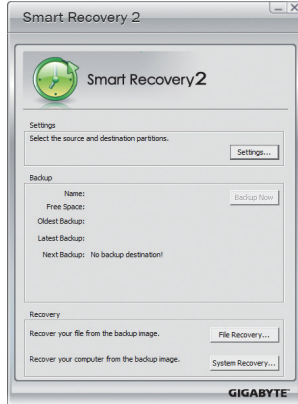 Smart Recovery 2
Smart Recovery2
Settings
Select the source and destination partitions.
Settings...
Backup
Name:
Backup Now
Free Space:
Oldest Backup:
Latest Backup:
Next Backup: No backup destination!
Recovery
Recover your file from the backup image.
File Recovery...
Recover your computer from the backup image.
System Recovery...
GIGABYTE